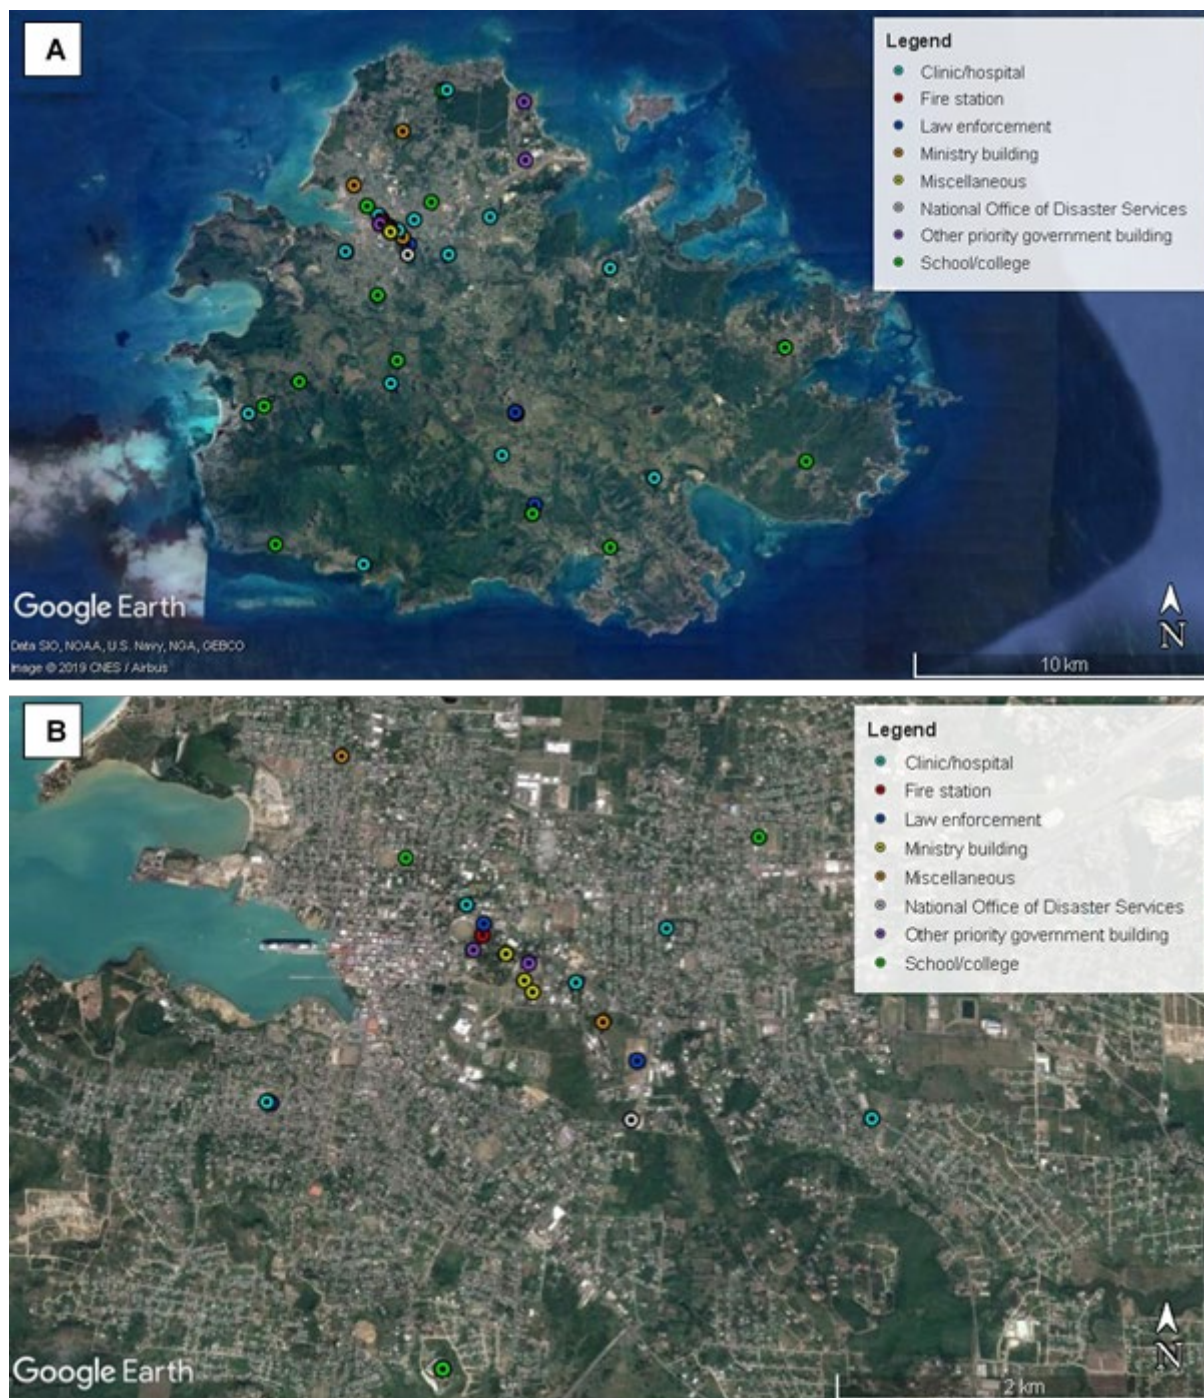 A
Legend
Clinic/hospital
Fire station
Law enforcement
Ministry building
Miscellaneous
National Office of Disaster Services
Other priority government building
School/college
Google Earth
Data SIO, NOAA, U.S. Navy, NGA, GEBCO
Image © 2019 CNES / Airbus
N
10 km
B
Legend
Clinic/hospital
Fire station
Law enforcement
Ministry building
Miscellaneous
National Office of Disaster Services
Other priority government building
School/college
Google Earth
N
2 km